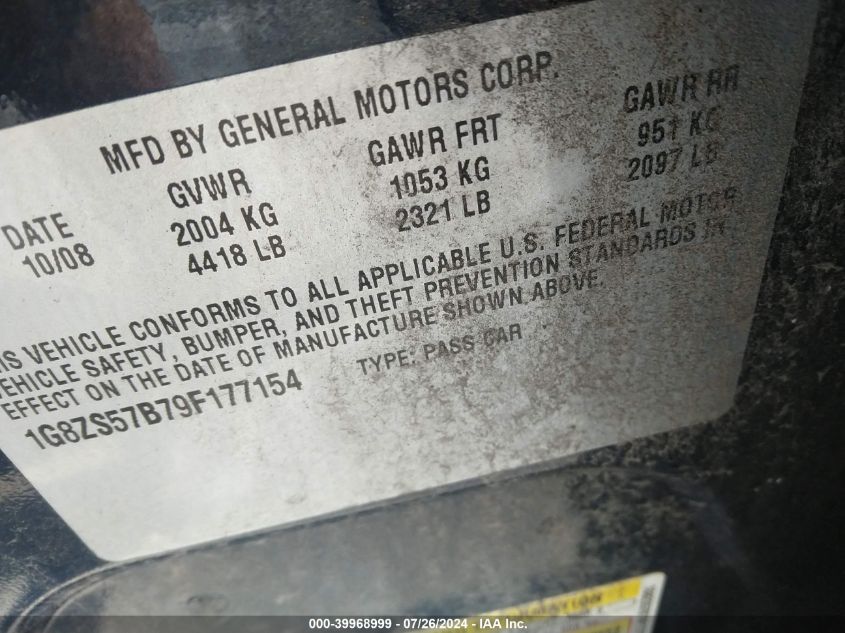 MFD BY GENERAL MOTORS CORP.
DATE GVWR GAWR FRT GAWR RR
10/08 2004 KG 1053 KG 951 KG
4418 LB 2321 LB 2097 LB
IS VEHICLE CONFORMS TO ALL APPLICABLE U.S. FEDERAL MOTOR
VEHICLE SAFETY, BUMPER, AND THEFT PREVENTION STANDARDS IN
EFFECT ON THE DATE OF MANUFACTURE SHOWN ABOVE.
1G8ZS57B79F177154 TYPE: PASS CAR
000-39968999 / 07/26/2024 - IAA Inc.